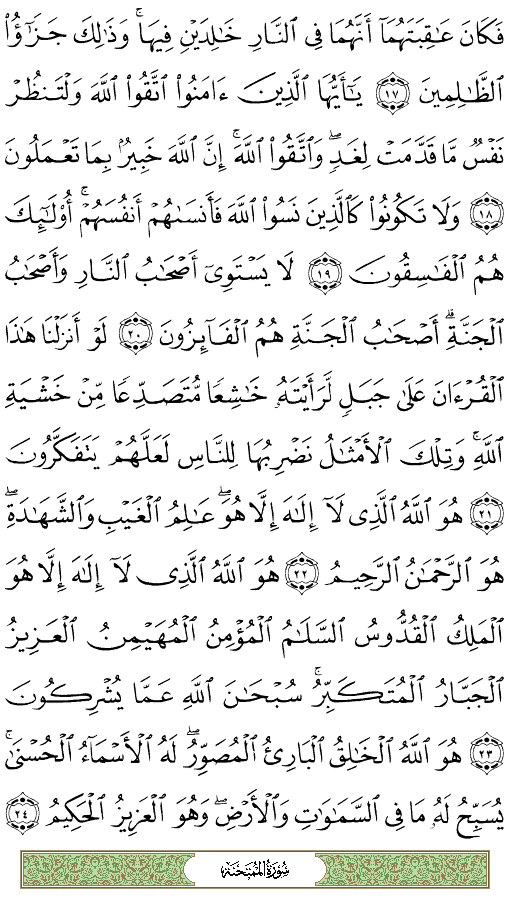 فَكَانَ عَٰقِبَتَهُمَآ أَنَّهُمَا فِى ٱلنَّارِ خَٰلِدَيْنِ فِيهَا ۚ وَذَٰلِكَ جَزَٰٓؤُا۟
ٱلظَّٰلِمِينَ ١٧ يَٰٓأَيُّهَا ٱلَّذِينَ ءَامَنُوا۟ ٱتَّقُوا۟ ٱللَّهَ وَلْتَنظُرْ
نَفْسٌ مَّا قَدَّمَتْ لِغَدٍ ۖ وَٱتَّقُوا۟ ٱللَّهَ ۚ إِنَّ ٱللَّهَ خَبِيرٌۢ بِمَا تَعْمَلُونَ
١٨ وَلَا تَكُونُوا۟ كَٱلَّذِينَ نَسُوا۟ ٱللَّهَ فَأَنسَىٰهُمْ أَنفُسَهُمْ ۚ أُو۟لَٰٓئِكَ
هُمُ ٱلْفَٰسِقُونَ ١٩ لَا يَسْتَوِىٓ أَصْحَٰبُ ٱلنَّارِ وَأَصْحَٰبُ
ٱلْجَنَّةِ ۚ أَصْحَٰبُ ٱلْجَنَّةِ هُمُ ٱلْفَآئِزُونَ ٢٠ لَوْ أَنزَلْنَا هَٰذَا
ٱلْقُرْءَانَ عَلَىٰ جَبَلٍ لَّرَأَيْتَهُۥ خَٰشِعًا مُّتَصَدِّعًا مِّنْ خَشْيَةِ
ٱللَّهِ ۚ وَتِلْكَ ٱلْأَمْثَٰلُ نَضْرِبُهَا لِلنَّاسِ لَعَلَّهُمْ يَتَفَكَّرُونَ
٢١ هُوَ ٱللَّهُ ٱلَّذِى لَآ إِلَٰهَ إِلَّا هُوَ ۖ عَٰلِمُ ٱلْغَيْبِ وَٱلشَّهَٰدَةِ ۖ
هُوَ ٱلرَّحْمَٰنُ ٱلرَّحِيمُ ٢٢ هُوَ ٱللَّهُ ٱلَّذِى لَآ إِلَٰهَ إِلَّا هُوَ
ٱلْمَلِكُ ٱلْقُدُّوسُ ٱلسَّلَٰمُ ٱلْمُؤْمِنُ ٱلْمُهَيْمِنُ ٱلْعَزِيزُ
ٱلْجَبَّارُ ٱلْمُتَكَبِّرُ ۚ سُبْحَٰنَ ٱللَّهِ عَمَّا يُشْرِكُونَ
٢٣ هُوَ ٱللَّهُ ٱلْخَٰلِقُ ٱلْبَارِئُ ٱلْمُصَوِّرُ ۖ لَهُ ٱلْأَسْمَآءُ ٱلْحُسْنَىٰ ۚ
يُسَبِّحُ لَهُۥ مَا فِى ٱلسَّمَٰوَٰتِ وَٱلْأَرْضِ ۖ وَهُوَ ٱلْعَزِيزُ ٱلْحَكِيمُ ٢٤
سُورَةُ المُمْتَحنَة